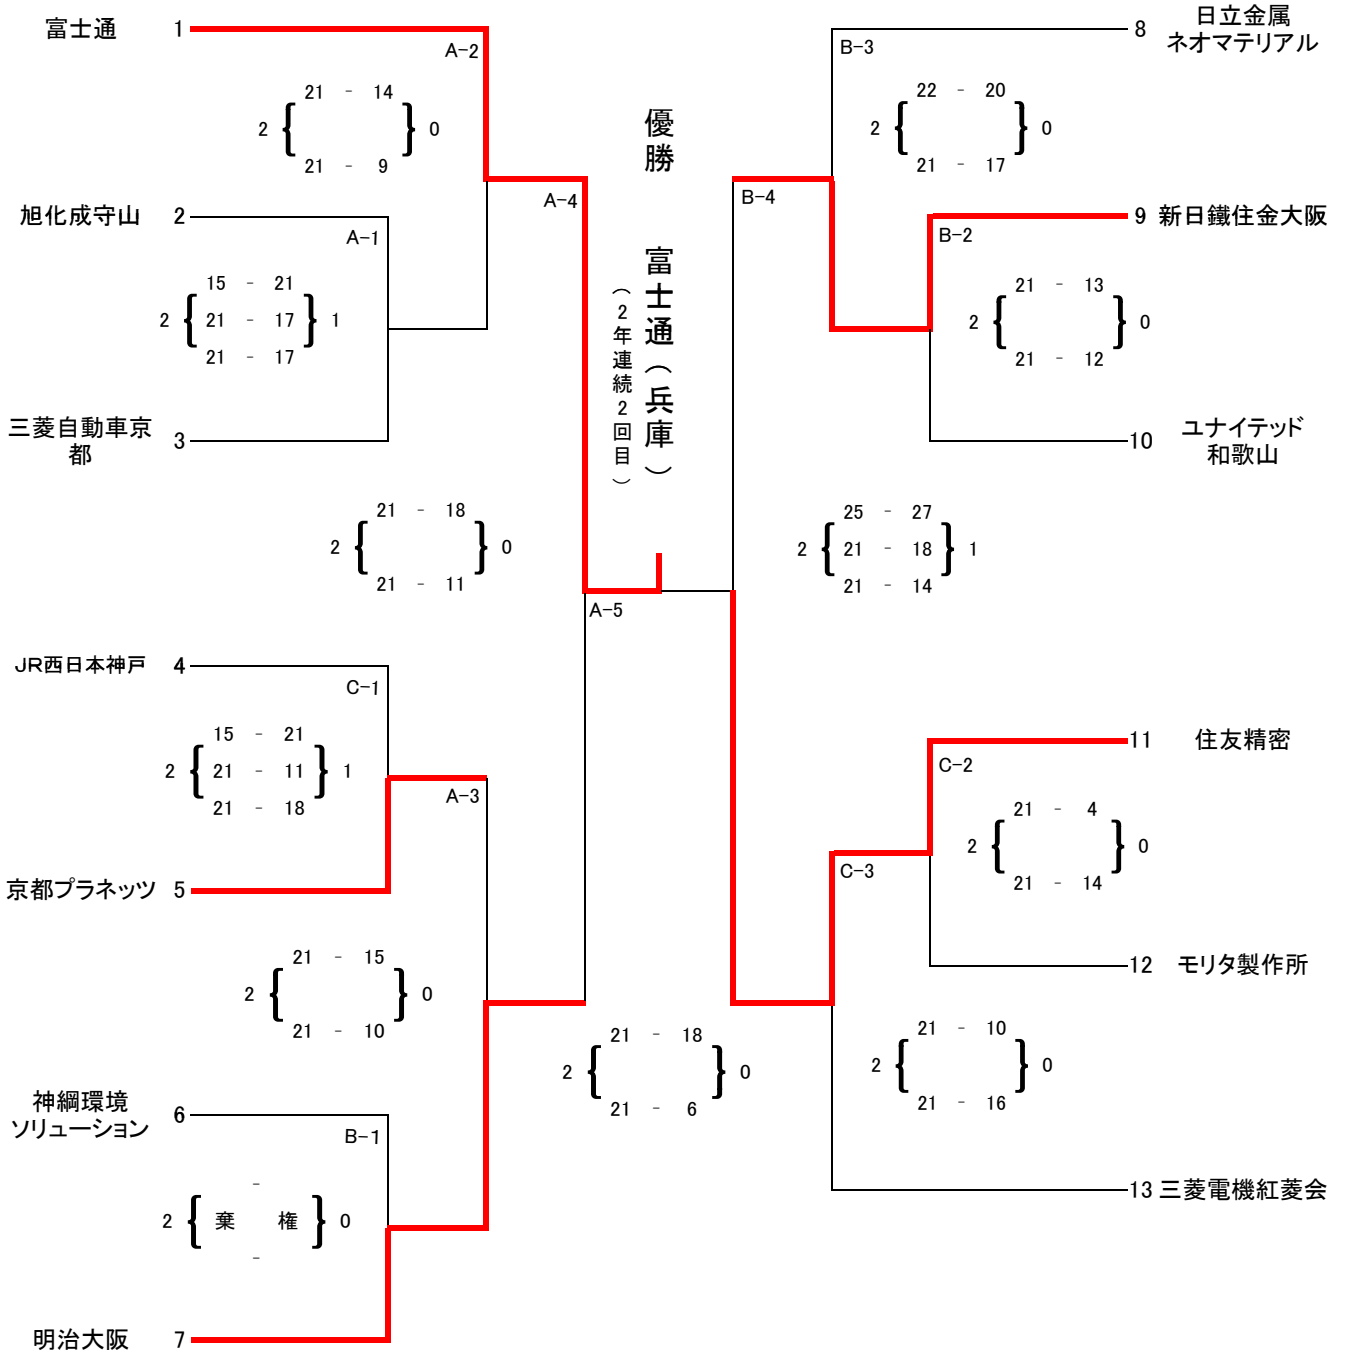 富士通 1
A-2
21 - 14
2 { } 0
21 - 9
旭化成守山 2
A-1
15 - 21
2 { 21 - 17 } 1
21 - 17
三菱自動車京
都
3
A-4
21 - 18
2 { } 0
21 - 11
JR西日本神戸 4
C-1
15 - 21
2 { 21 - 11 } 1
21 - 18
A-3
京都プラネッツ 5
21 - 15
2 { } 0
21 - 10
神綱環境
ソリューション
6
B-1
-
2 { 棄 権 } 0
-
明治大阪 7
優勝 富士通(兵庫)
(2年連続2回目)
A-5
21 - 18
2 { } 0
21 - 6
8 日立金属
ネオマテリアル
B-3
22 - 20
2 { } 0
21 - 17
B-4
9 新日鐵住金大阪
B-2
21 - 13
2 { } 0
21 - 12
10 ユナイテッド
和歌山
25 - 27
2 { 21 - 18 } 1
21 - 14
11 住友精密
C-2
21 - 4
2 { } 0
21 - 14
C-3
12 モリタ製作所
21 - 10
2 { } 0
21 - 16
13 三菱電機紅菱会